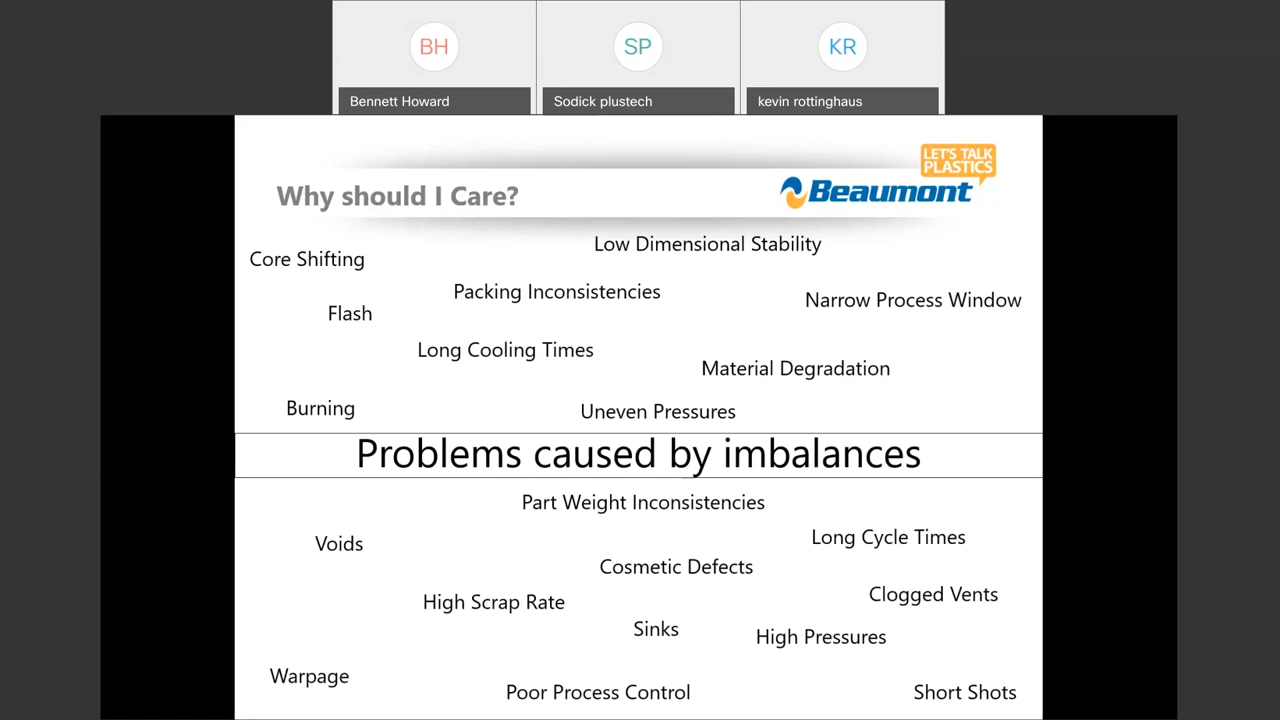 BH
SP
KR
Bennett Howard
Sodick plustech
kevin rottinghaus
LET'S TALK
PLASTICS
Why should I Care?
Beaumont
Low Dimensional Stability
Core Shifting
Packing Inconsistencies
Narrow Process Window
Flash
Long Cooling Times
Material Degradation
Burning
Uneven Pressures
Problems caused by imbalances
Part Weight Inconsistencies
Voids
Long Cycle Times
Cosmetic Defects
Clogged Vents
High Scrap Rate
Sinks
High Pressures
Warpage
Poor Process Control
Short Shots